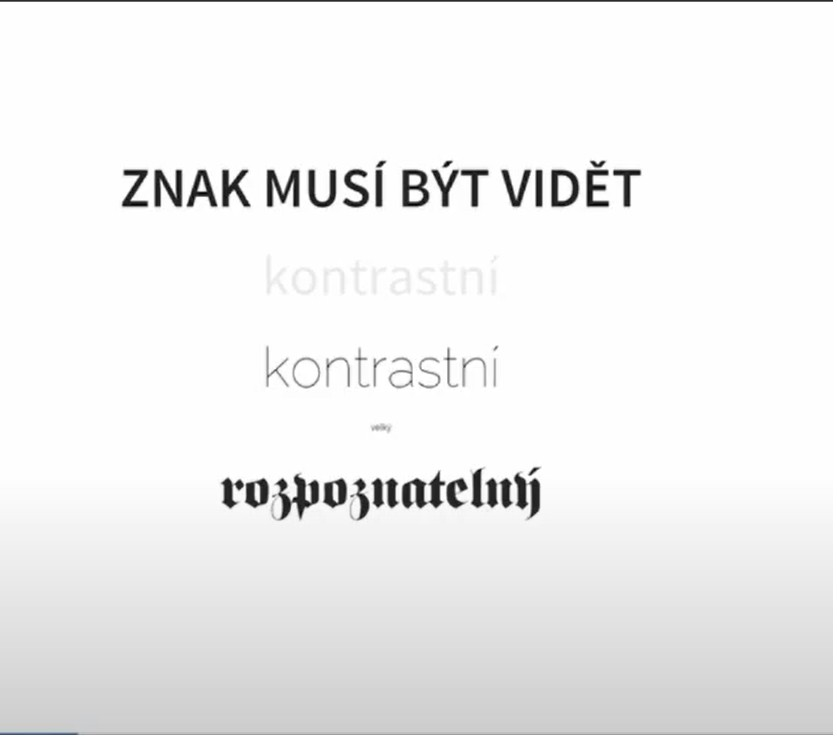 ZNAK MUSÍ BÝT VIDĚT
kontrastní
kontrastní
velký
rozpoznatelný